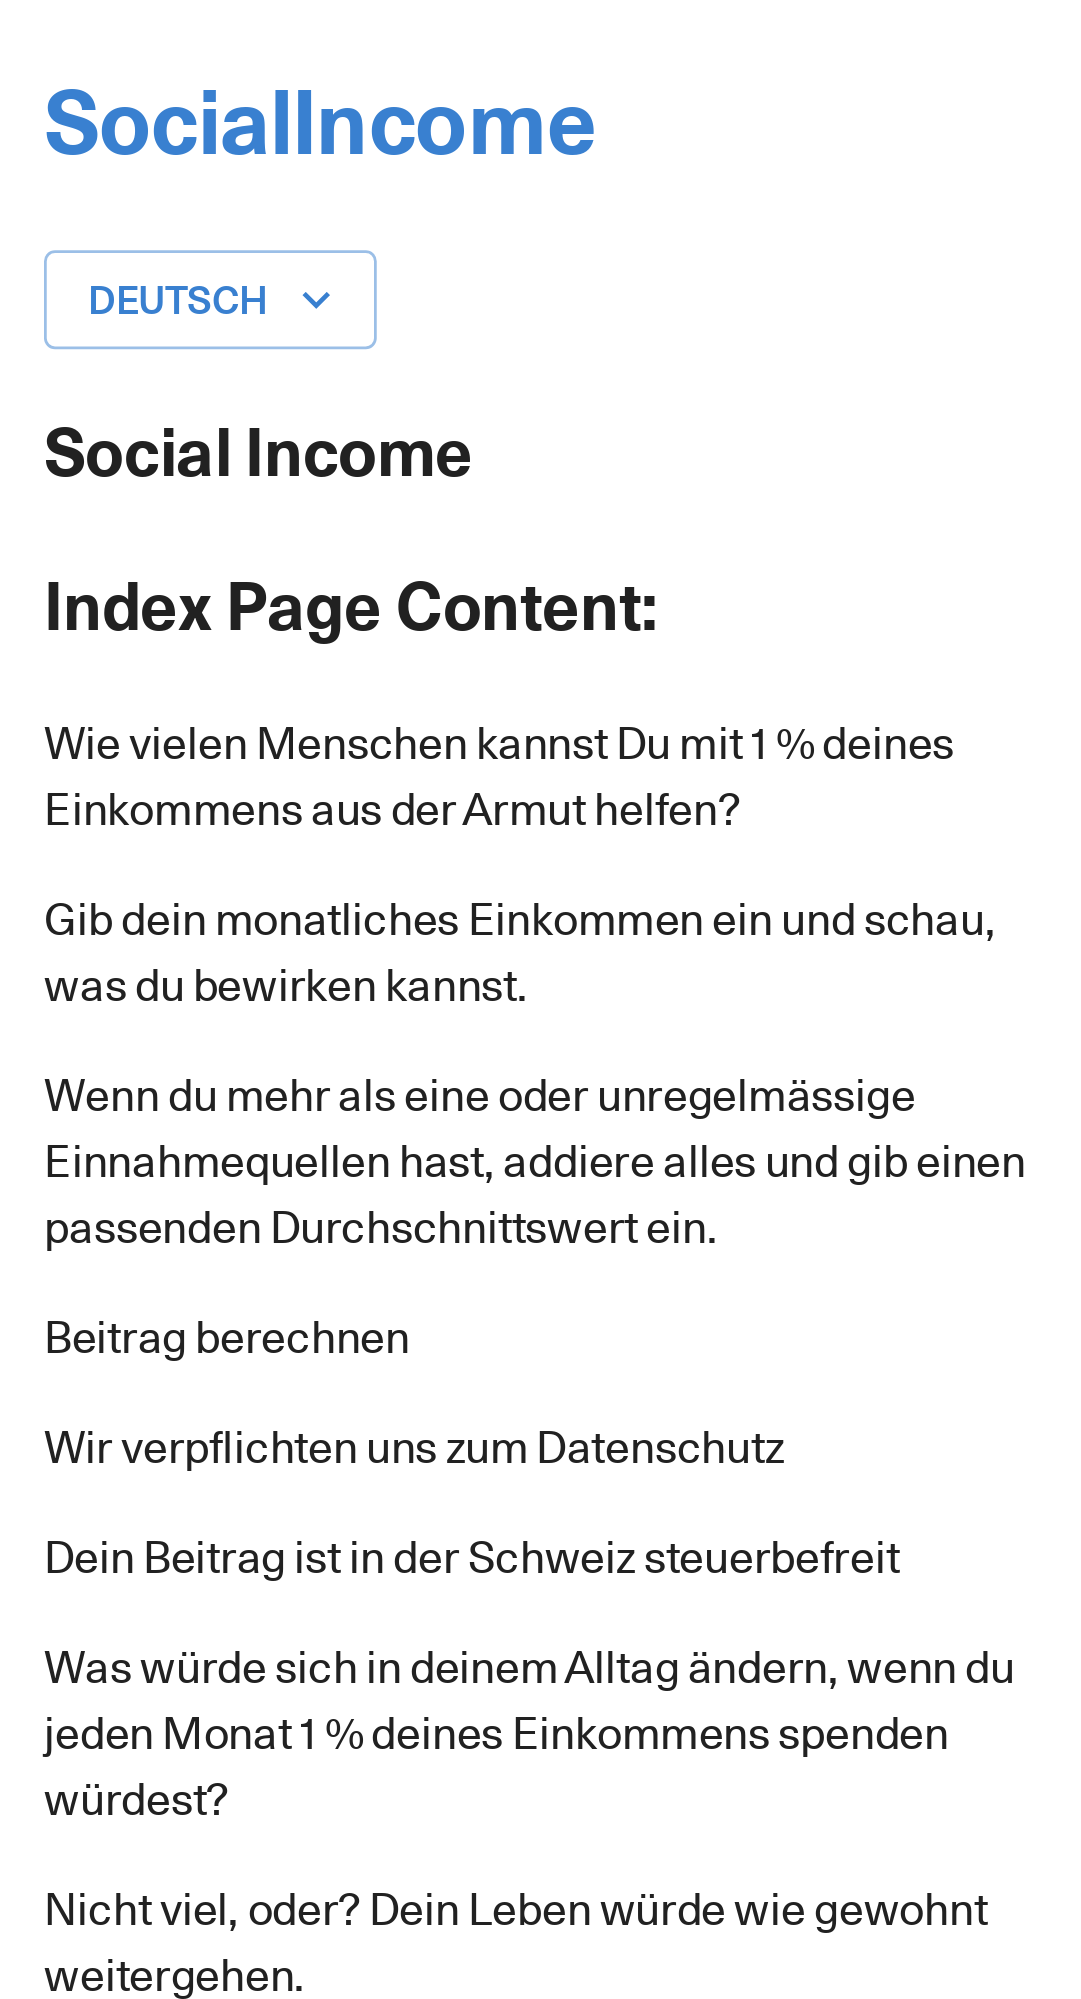 SocialIncome
DEUTSCH
Social Income
Index Page Content:
Wie vielen Menschen kannst Du mit 1 % deines
Einkommens aus der Armut helfen?
Gib dein monatliches Einkommen ein und schau,
was du bewirken kannst.
Wenn du mehr als eine oder unregelmässige
Einnahmequellen hast, addiere alles und gib einen
passenden Durchschnittswert ein.
Beitrag berechnen
Wir verpflichten uns zum Datenschutz
Dein Beitrag ist in der Schweiz steuerbefreit
Was würde sich in deinem Alltag ändern, wenn du
jeden Monat 1 % deines Einkommens spenden
würdest?
Nicht viel, oder? Dein Leben würde wie gewohnt
weitergehen.